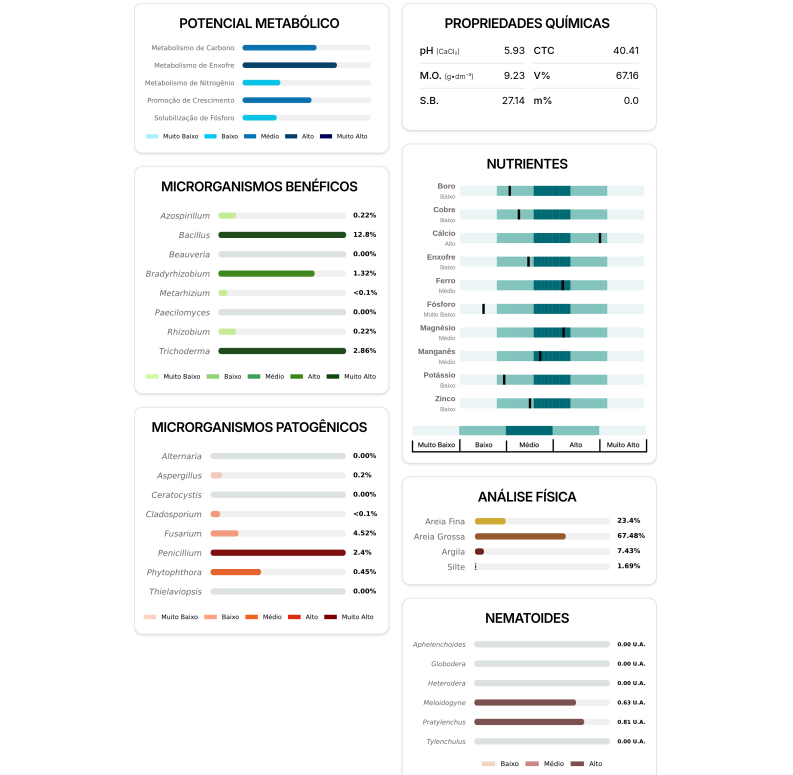 POTENCIAL METABÓLICO
Metabolismo de Carbono
Metabolismo de Enxofre
Metabolismo de Nitrogênio
Promoção de Crescimento
Solubilização de Fósforo
Muito Baixo Baixo Médio Alto Muito Alto
MICRORGANISMOS BENÉFICOS
Azospirillum 0.22%
Bacillus 12.8%
Beauveria 0.00%
Bradyrhizobium 1.32%
Metarhizium <0.1%
Paecilomyces 0.00%
Rhizobium 0.22%
Trichoderma 2.86%
Muito Baixo Baixo Médio Alto Muito Alto
MICRORGANISMOS PATOGÊNICOS
Alternaria 0.00%
Aspergillus 0.2%
Ceratocystis 0.00%
Cladosporium <0.1%
Fusarium 4.52%
Penicillium 2.4%
Phytophthora 0.45%
Thielaviopsis 0.00%
Muito Baixo Baixo Médio Alto Muito Alto
PROPRIEDADES QUÍMICAS
pH (CaCl₂) 5.93 CTC 40.41
M.O. (g•dm⁻³) 9.23 V% 67.16
S.B. 27.14 m% 0.0
NUTRIENTES
Boro
Baixo
Cobre
Baixo
Cálcio
Alto
Enxofre
Baixo
Ferro
Médio
Fósforo
Muito Baixo
Magnésio
Médio
Manganês
Médio
Potássio
Baixo
Zinco
Baixo
Muito Baixo Baixo Médio Alto Muito Alto
ANÁLISE FÍSICA
Areia Fina 23.4%
Areia Grossa 67.48%
Argila 7.43%
Silte 1.69%
NEMATOIDES
Aphelenchoides 0.00 U.A.
Globodera 0.00 U.A.
Heterodera 0.00 U.A.
Meloidogyne 0.63 U.A.
Pratylenchus 0.81 U.A.
Tylenchulus 0.00 U.A.
Baixo Médio Alto